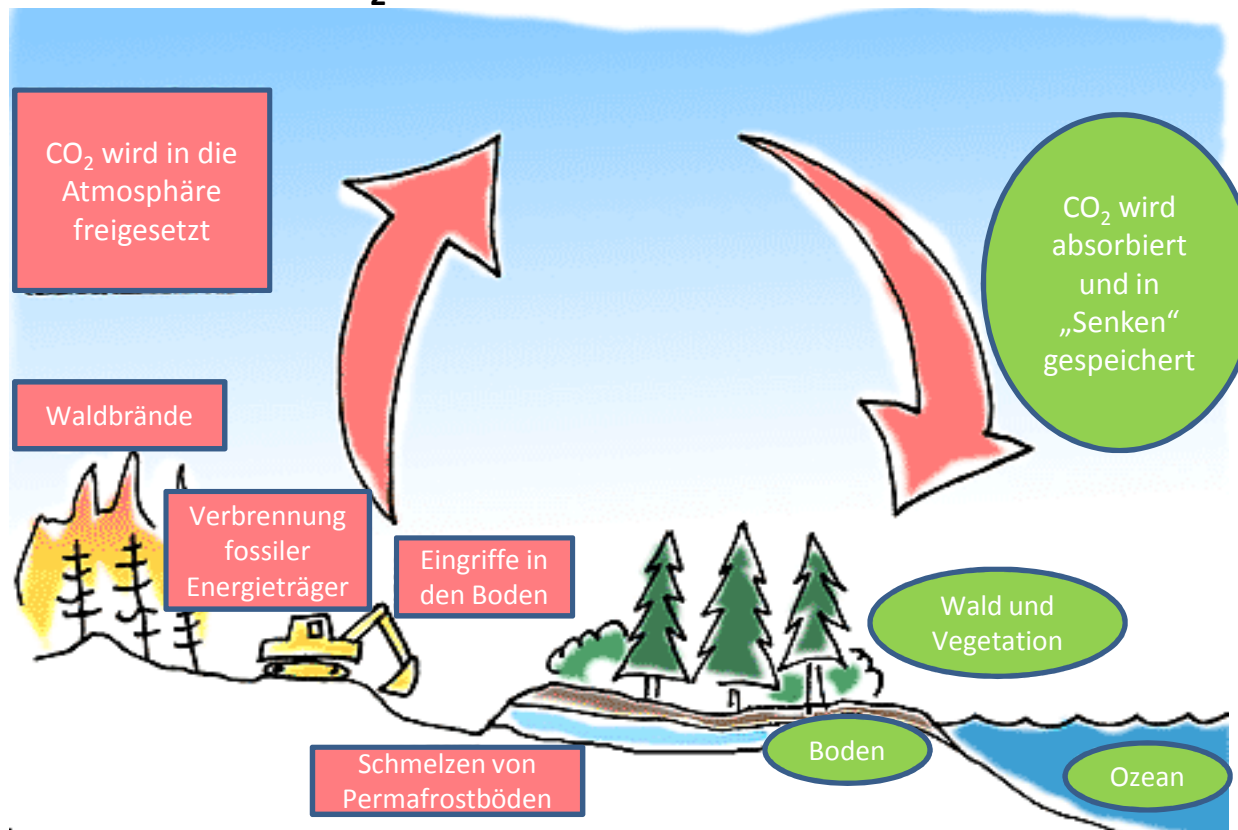 2
CO₂ wird in die
Atmosphäre
freigesetzt
CO₂ wird
absorbiert
und in
„Senken“
gespeichert
Waldbrände
Verbrennung
fossiler
Energieträger
Eingriffe in
den Boden
Wald und
Vegetation
Boden
Schmelzen von
Permafrostböden
Ozean